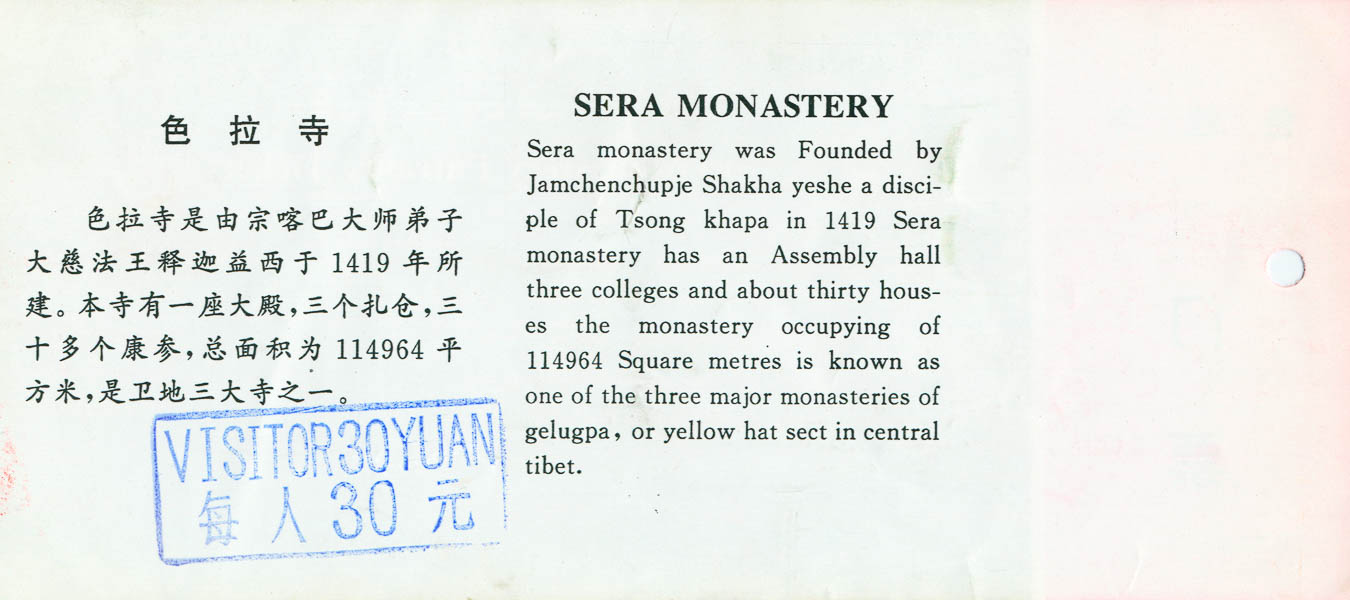 色 拉 寺
色拉寺是由宗喀巴大师弟子
大慈法王释迦益西于 1419 年所
建。本寺有一座大殿，三个扎仓，三
十多个康参，总面积为 114964 平
方米，是卫地三大寺之一。
VISITOR30YUAN
每 人 30 元
SERA MONASTERY
Sera monastery was Founded by
Jamchenchupje Shakha yeshe a disci-
ple of Tsong khapa in 1419 Sera
monastery has an Assembly hall
three colleges and about thirty hous-
es the monastery occupying of
114964 Square metres is known as
one of the three major monasteries of
gelugpa, or yellow hat sect in central
tibet.